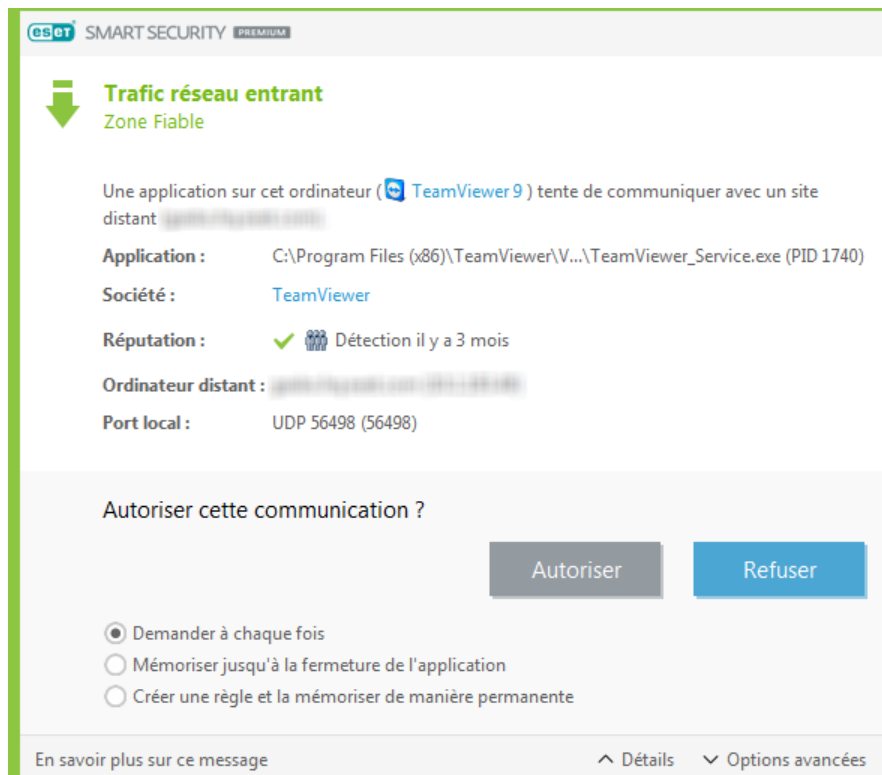 eset SMART SECURITY PREMIUM
Trafic réseau entrant
Zone Fiable
Une application sur cet ordinateur ( TeamViewer 9 ) tente de communiquer avec un site
distant
Application : C:\Program Files (x86)\TeamViewer\V...\TeamViewer_Service.exe (PID 1740)
Société : TeamViewer
Réputation : Détection il y a 3 mois
Ordinateur distant :
Port local : UDP 56498 (56498)
Autoriser cette communication ?
Autoriser Refuser
Demander à chaque fois
Mémoriser jusqu'à la fermeture de l'application
Créer une règle et la mémoriser de manière permanente
En savoir plus sur ce message Détails Options avancées